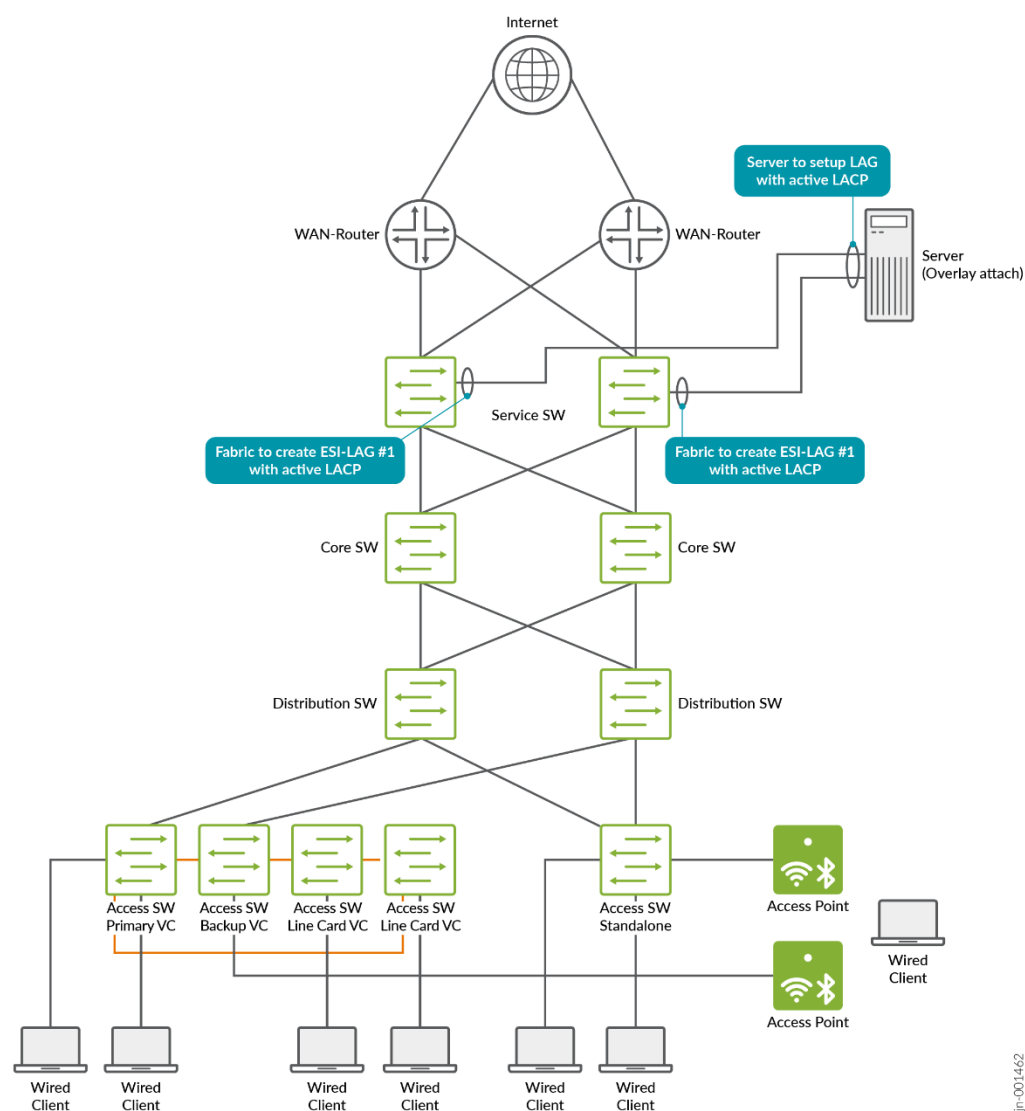 Internet
Server to setup LAG
with active LACP
WAN-Router
WAN-Router
Server
(Overlay attach)
Service SW
Fabric to create ESI-LAG #1
with active LACP
Fabric to create ESI-LAG #1
with active LACP
Core SW
Core SW
Distribution SW
Distribution SW
Access SW
Primary VC
Access SW
Backup VC
Access SW
Line Card VC
Access SW
Line Card VC
Access SW
Standalone
Access Point
Wired
Client
Access Point
Wired
Client
Wired
Client
Wired
Client
Wired
Client
Wired
Client
Wired
Client
jn-001462